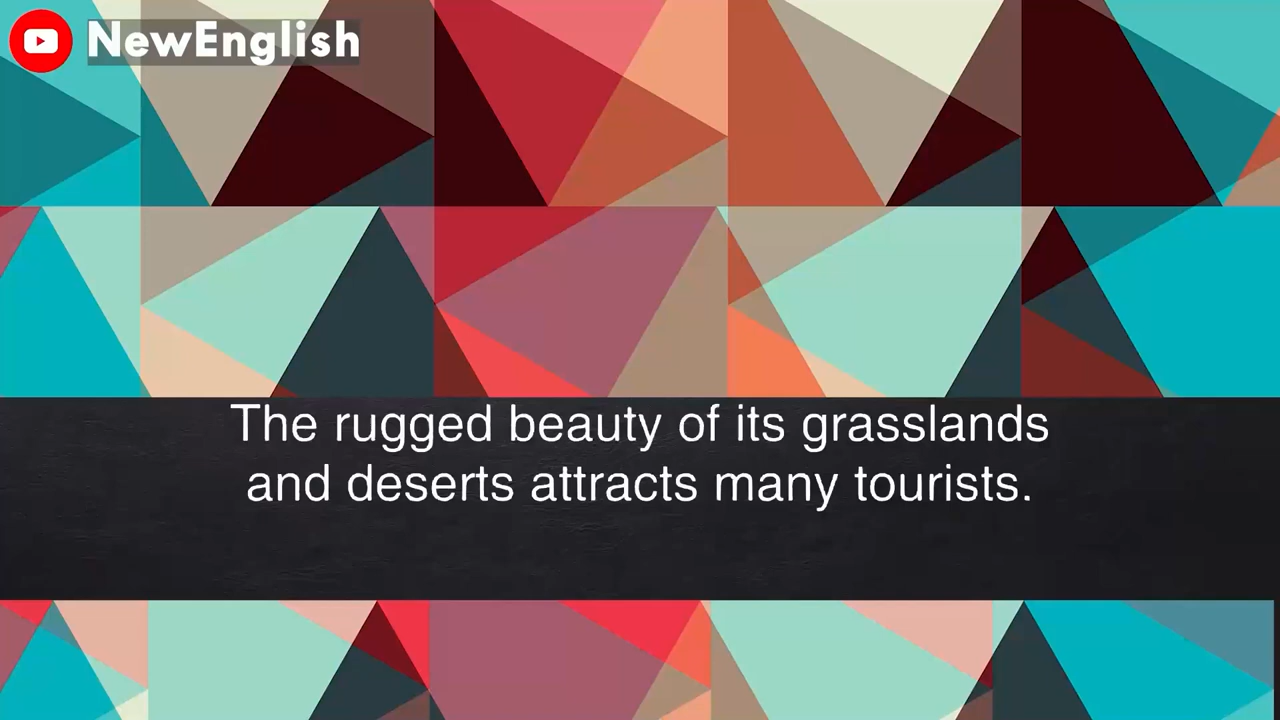 NewEnglish
The rugged beauty of its grasslands
and deserts attracts many tourists.